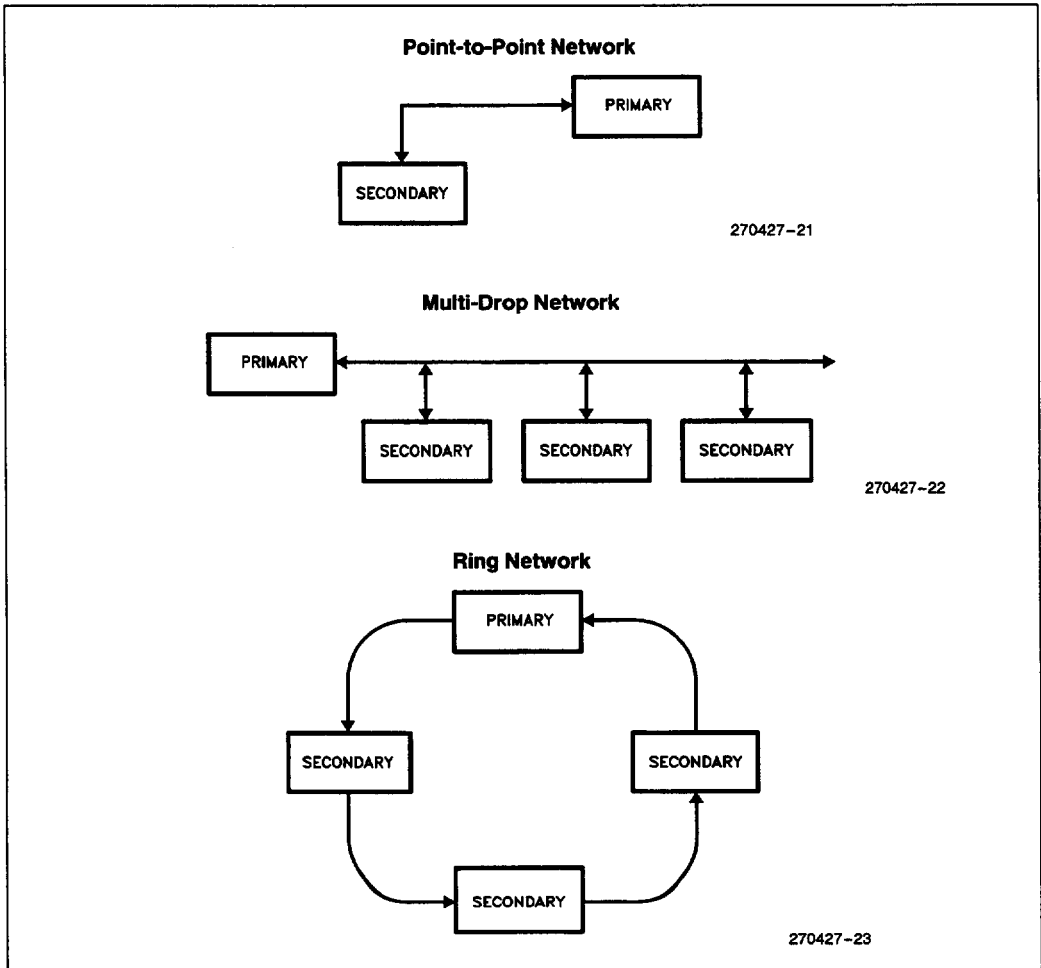 Point-to-Point Network
PRIMARY
SECONDARY
270427-21
Multi-Drop Network
PRIMARY
SECONDARY SECONDARY SECONDARY
270427-22
Ring Network
PRIMARY
SECONDARY SECONDARY
SECONDARY
270427-23